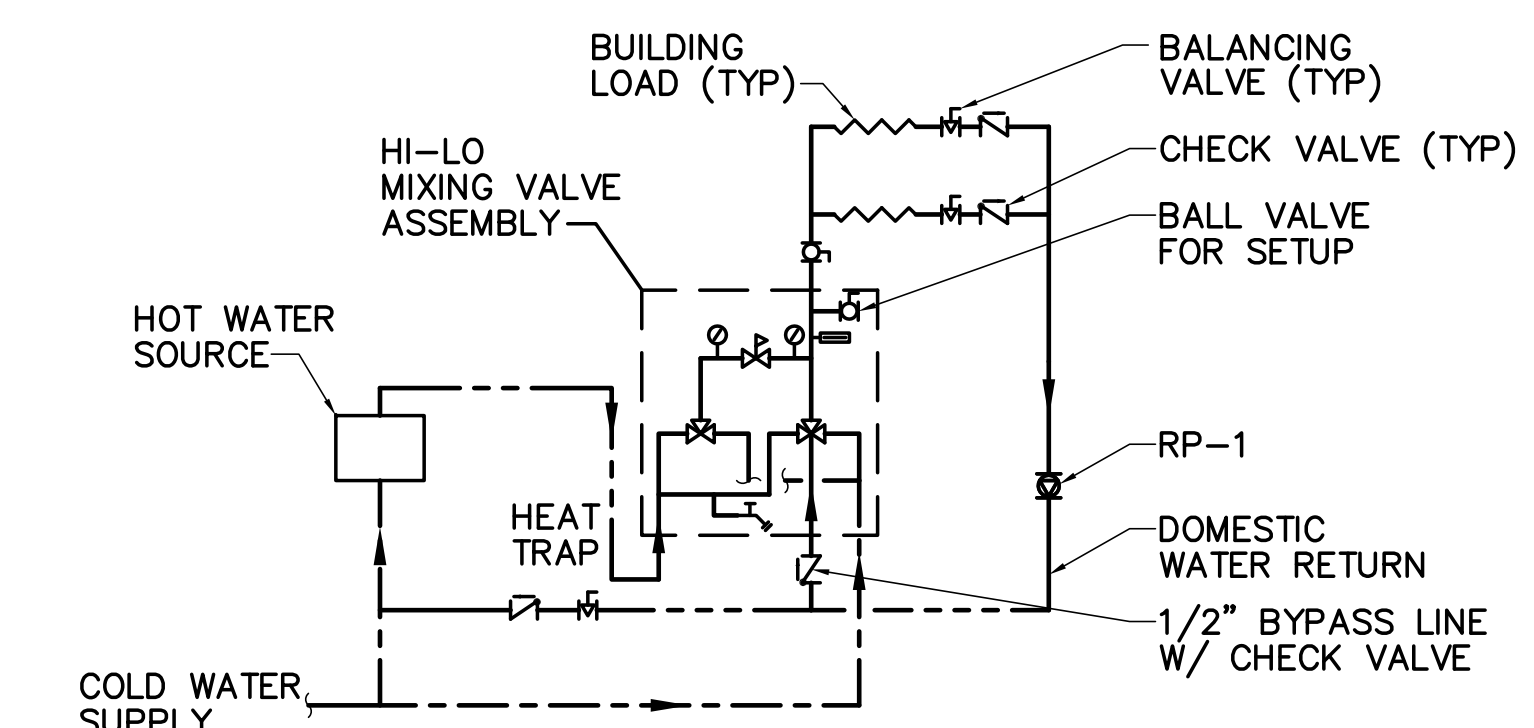 BUILDING
LOAD (TYP)
BALANCING
VALVE (TYP)
HI-LO
MIXING VALVE
ASSEMBLY
CHECK VALVE (TYP)
BALL VALVE
FOR SETUP
HOT WATER
SOURCE
RP-1
HEAT
TRAP
DOMESTIC
WATER RETURN
1/2" BYPASS LINE
W/ CHECK VALVE
COLD WATER
SUPPLY